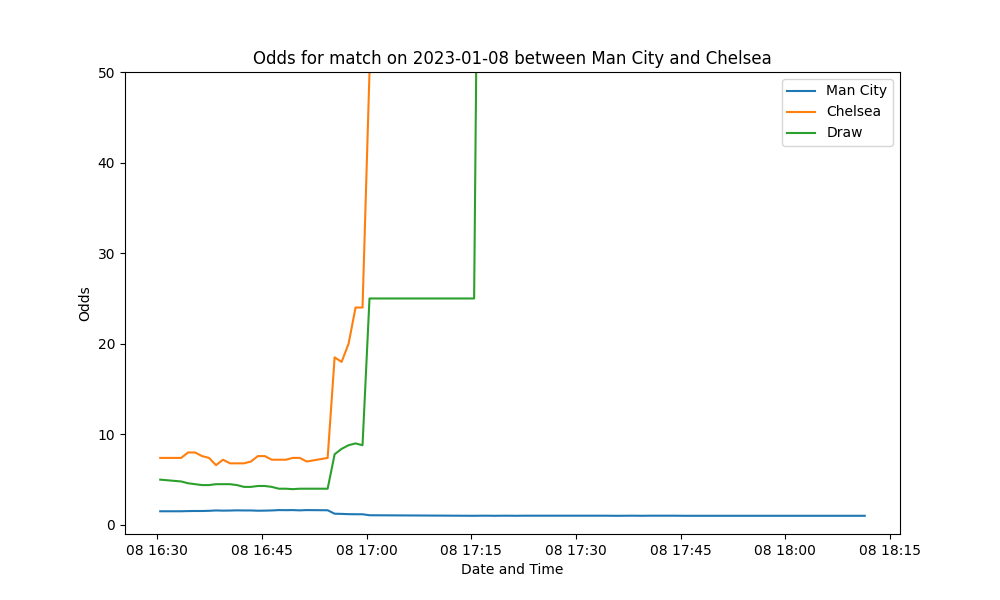 Odds for match on 2023-01-08 between Man City and Chelsea
50
40
30
20
10
0
Odds
Man City
Chelsea
Draw
08 16:30
08 16:45
08 17:00
08 17:15
08 17:30
08 17:45
08 18:00
08 18:15
Date and Time